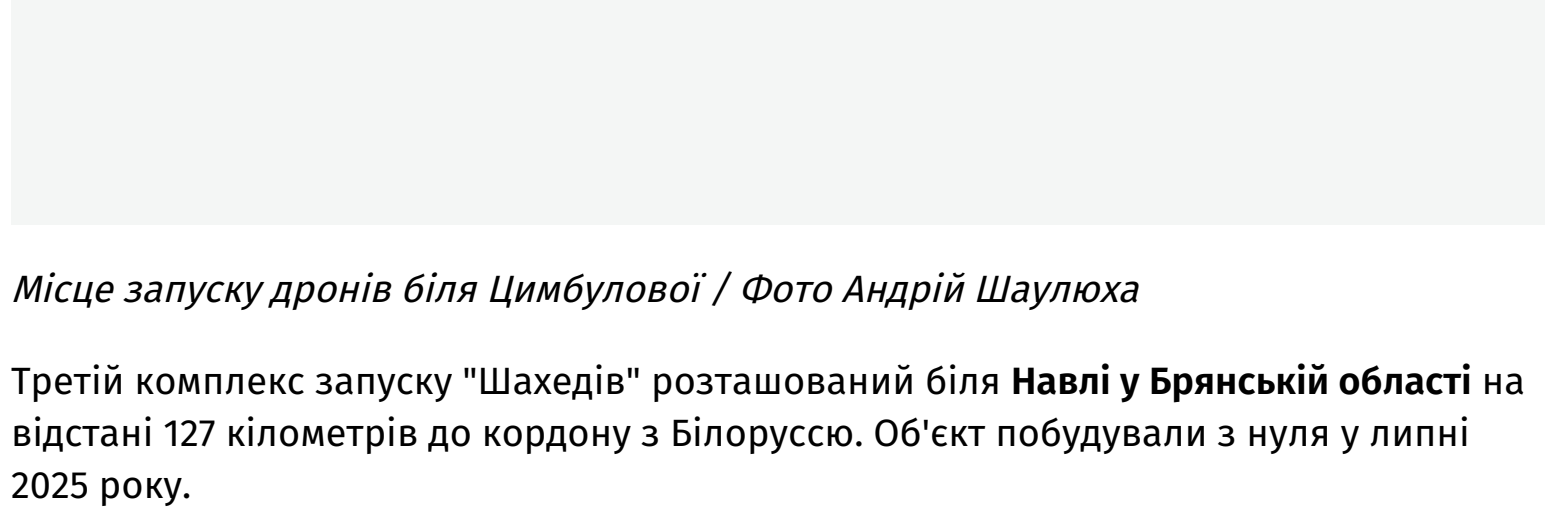 Місце запуску дронів біля Цимбулової / Фото Андрій Шаулюха
Третій комплекс запуску "Шахедів" розташований біля Навлі у Брянській області на
відстані 127 кілометрів до кордону з Білоруссю. Об'єкт побудували з нуля у липні
2025 року.